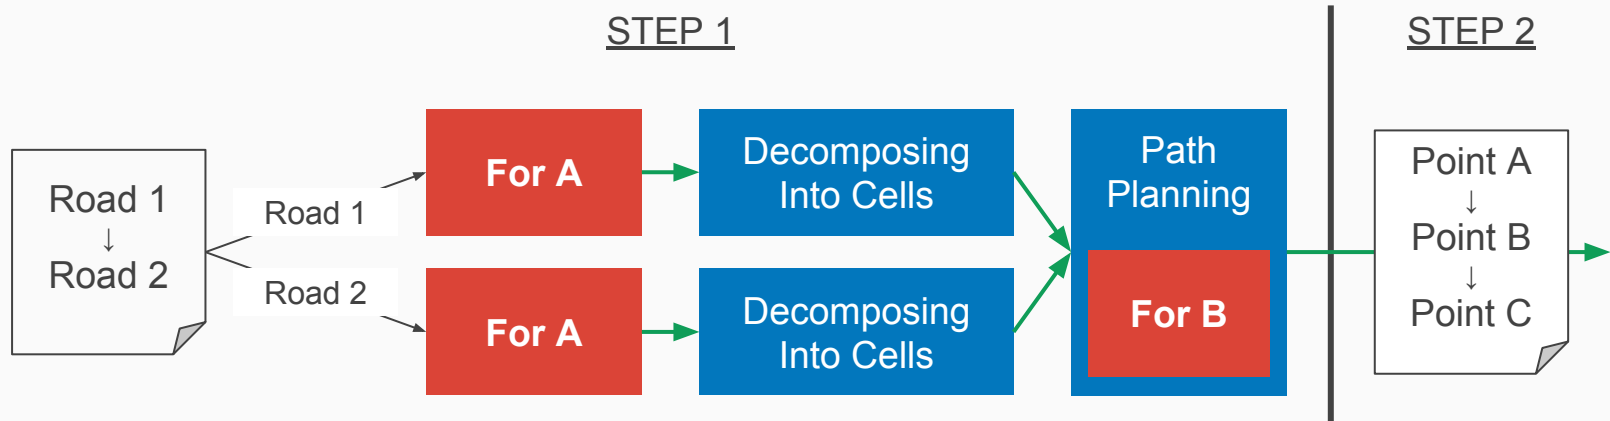 STEP 1
STEP 2
Road 1
↓
Road 2
Road 1
Road 2
For A
Decomposing
Into Cells
For A
Decomposing
Into Cells
Path
Planning
For B
Point A
↓
Point B
↓
Point C